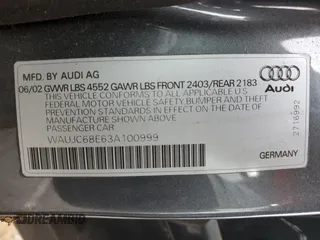 MFD. BY AUDI AG
06/02 GVWR LBS 4552 GAWR LBS FRONT 2403/REAR 2183
THIS VEHICLE CONFORMS TO ALL APPLICABLE U.S.
FEDERAL MOTOR VEHICLE SAFETY, BUMPER AND THEFT
PREVENTION STANDARDS IN EFFECT ON THE DATE OF
MANUFACTURE SHOWN ABOVE.
PASSENGER CAR
WAUJC68E63A100999
Audi
2716992
DREAMBID